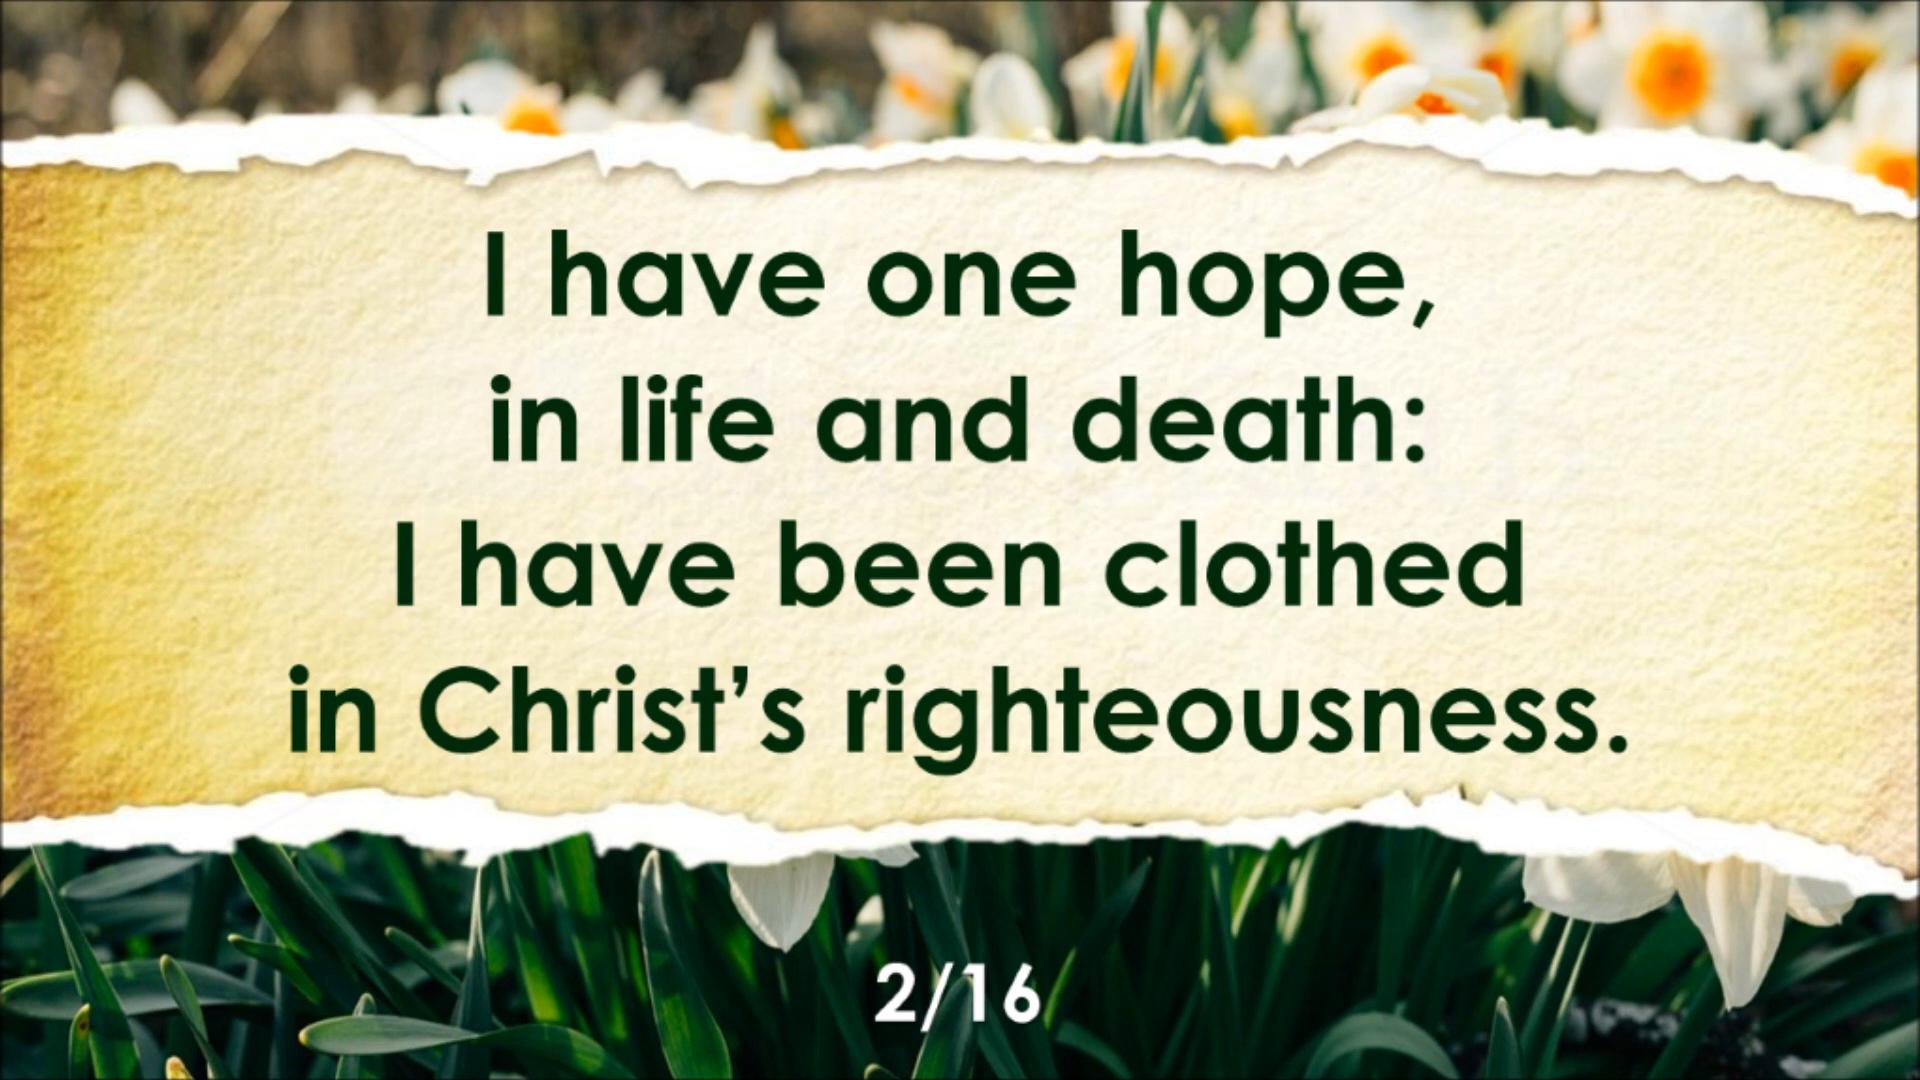 I have one hope,
in life and death:
I have been clothed
in Christ’s righteousness.
2/16